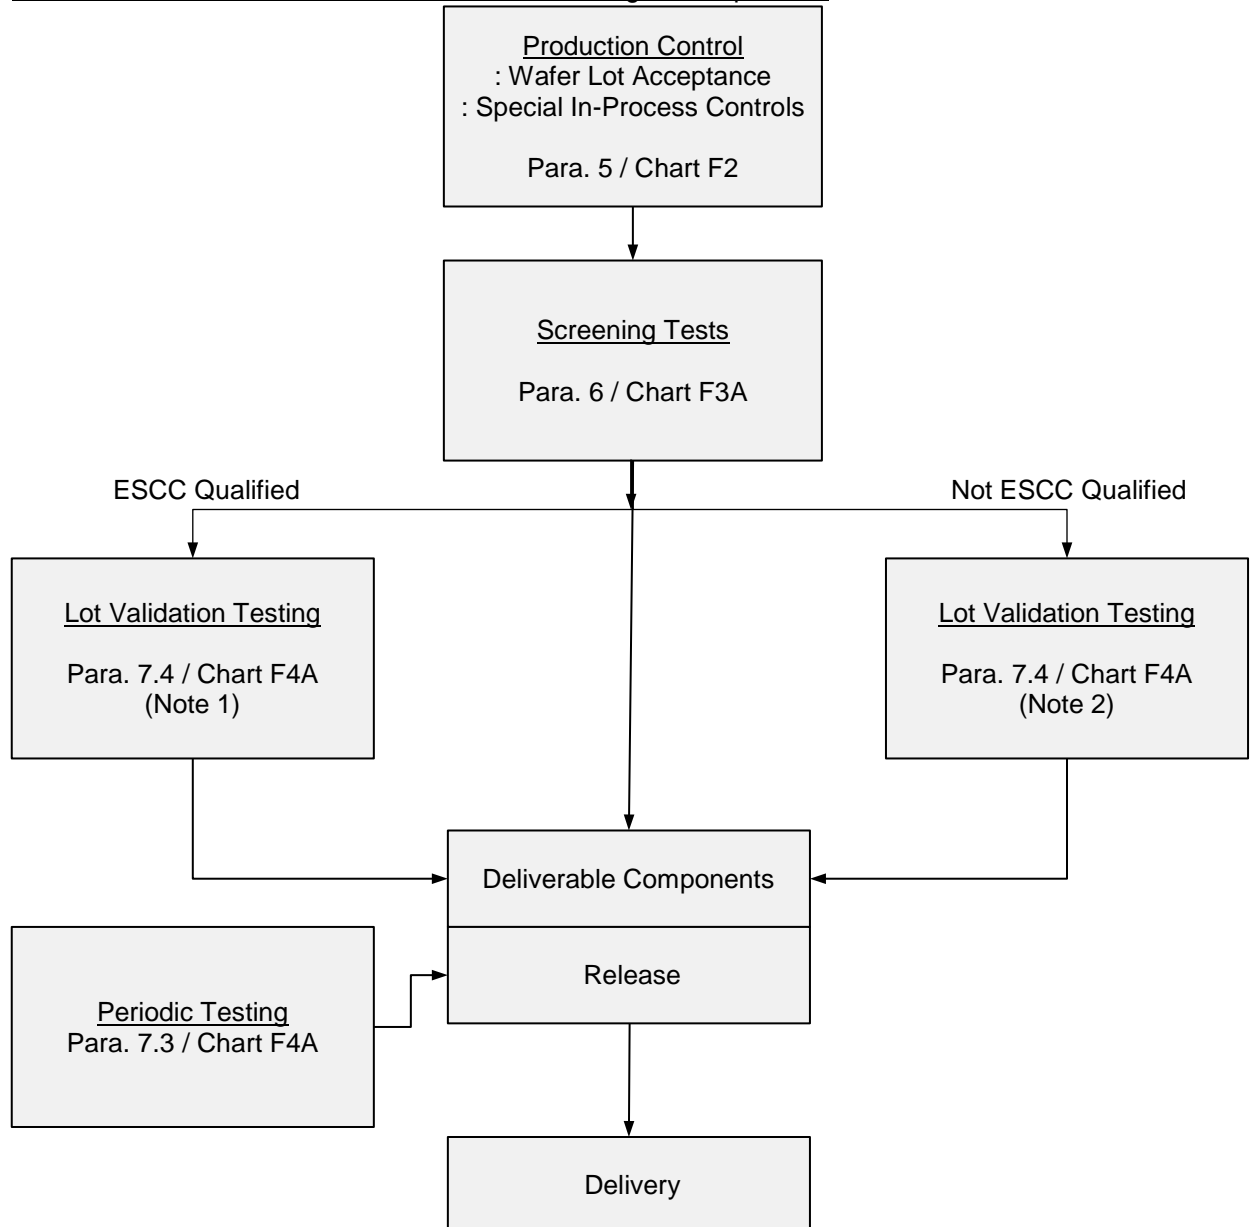 Production Control
: Wafer Lot Acceptance
: Special In-Process Controls
Para. 5 / Chart F2
Screening Tests
Para. 6 / Chart F3A
ESCC Qualified
Not ESCC Qualified
Lot Validation Testing
Para. 7.4 / Chart F4A
(Note 1)
Lot Validation Testing
Para. 7.4 / Chart F4A
(Note 2)
Deliverable Components
Release
Periodic Testing
Para. 7.3 / Chart F4A
Delivery